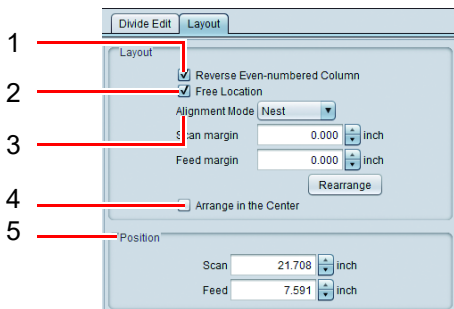 Divide Edit Layout
Layout
1
Reverse Even-numbered Column
2
Free Location
Alignment Mode Nest
3
Scan margin 0.000 inch
Feed margin 0.000 inch
Rearrange
4
Arrange in the Center
5
Position
Scan 21.708 inch
Feed 7.591 inch